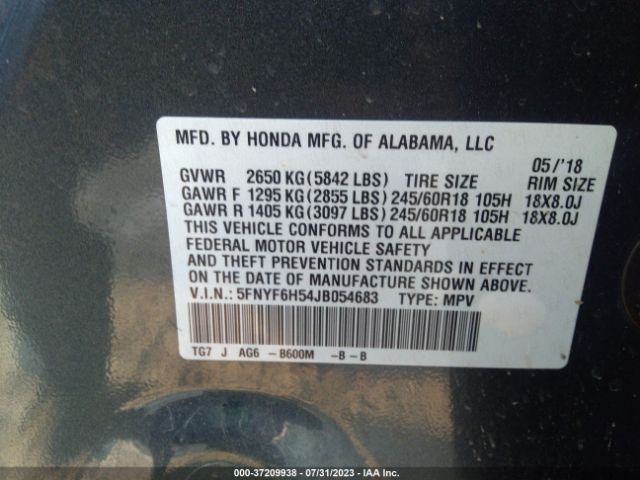 MFD. BY HONDA MFG. OF ALABAMA, LLC
05/'18
GVWR 2650 KG(5842 LBS) TIRE SIZE RIM SIZE
GAWR F 1295 KG(2855 LBS)245/60R18 105H 18X8.0J
GAWR R 1405 KG(3097 LBS)245/60R18 105H 18X8.0J
THIS VEHICLE CONFORMS TO ALL APPLICABLE
FEDERAL MOTOR VEHICLE SAFETY
AND THEFT PREVENTION STANDARDS IN EFFECT
ON THE DATE OF MANUFACTURE SHOWN ABOVE.
V.I.N.: 5FNYF6H54JB054683 TYPE: MPV
TG7 J AG6 -B600M -B-B
000-37209938 - 07/31/2023 - IAA Inc.